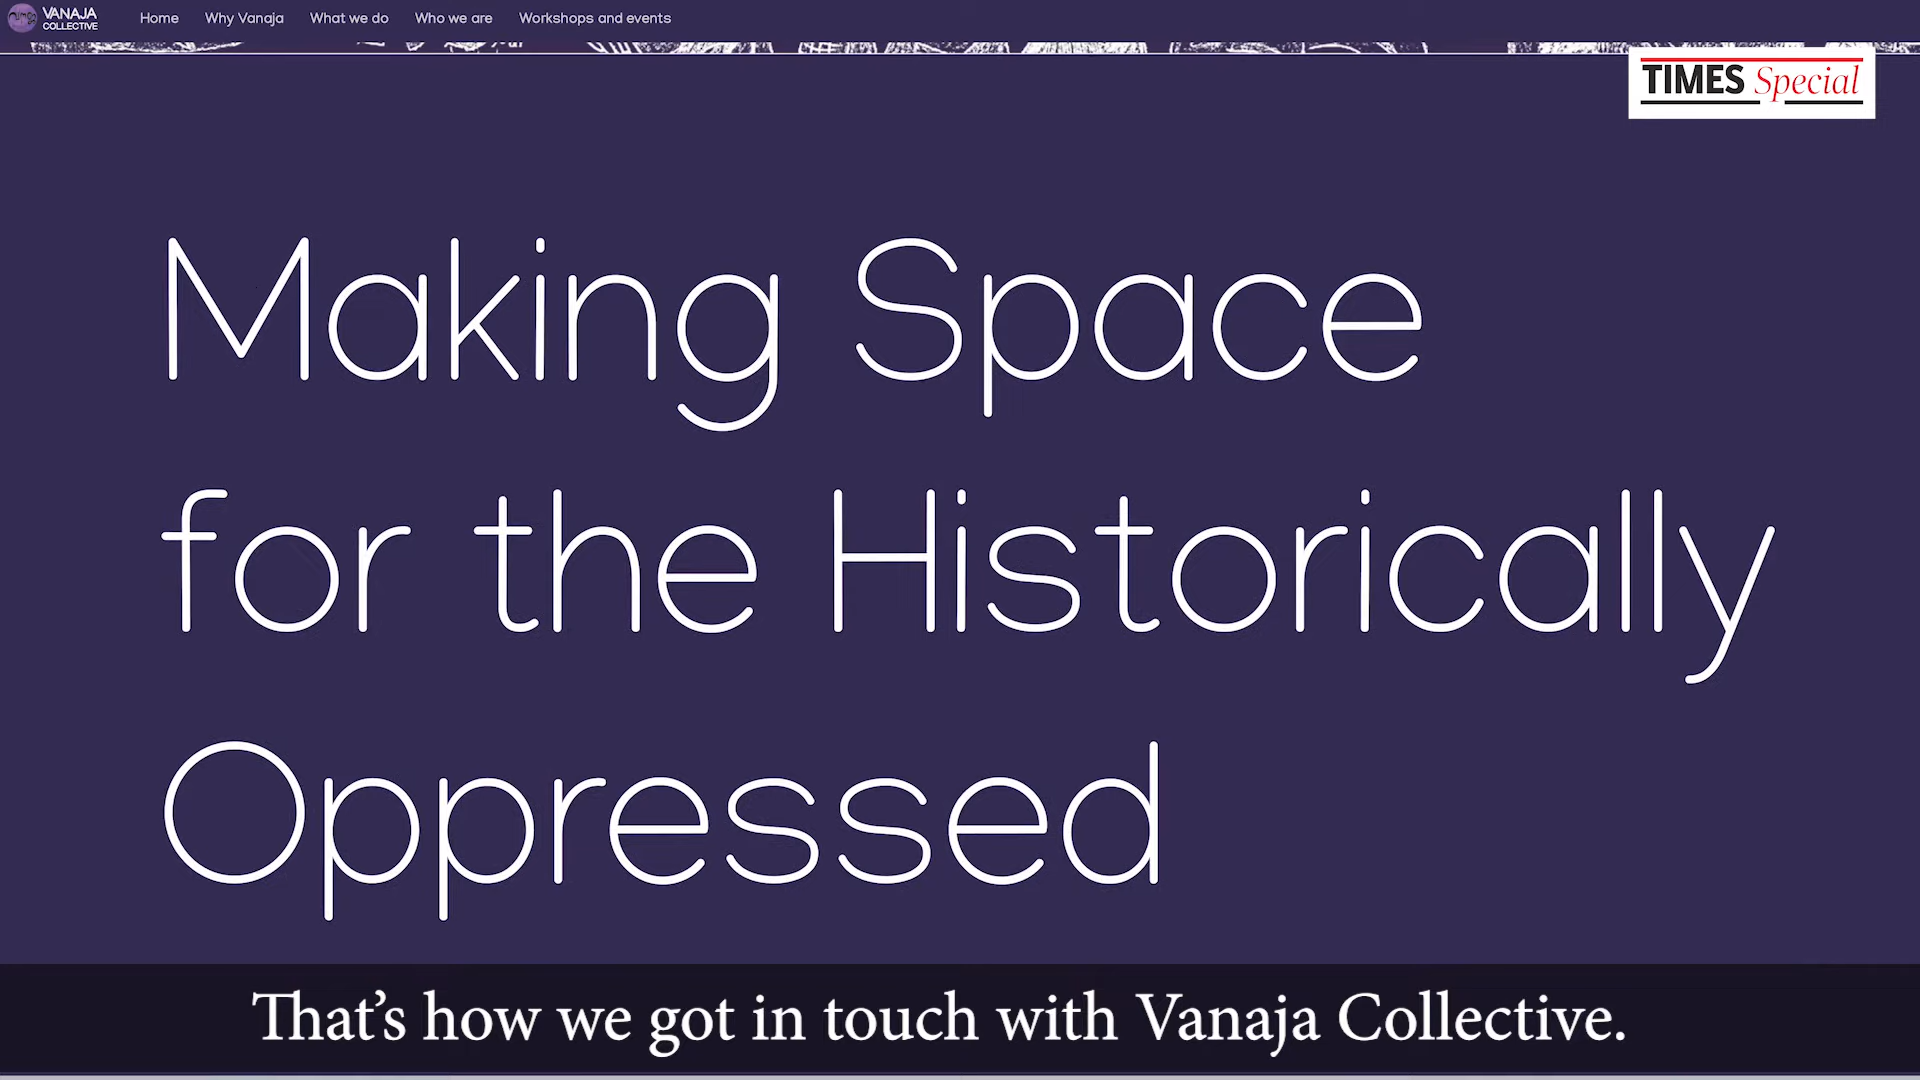 VANAJA
COLLECTIVE
Home Why Vanaja What we do Who we are Workshops and events
TIMES Special
Making Space
for the Historically
Oppressed
That’s how we got in touch with Vanaja Collective.